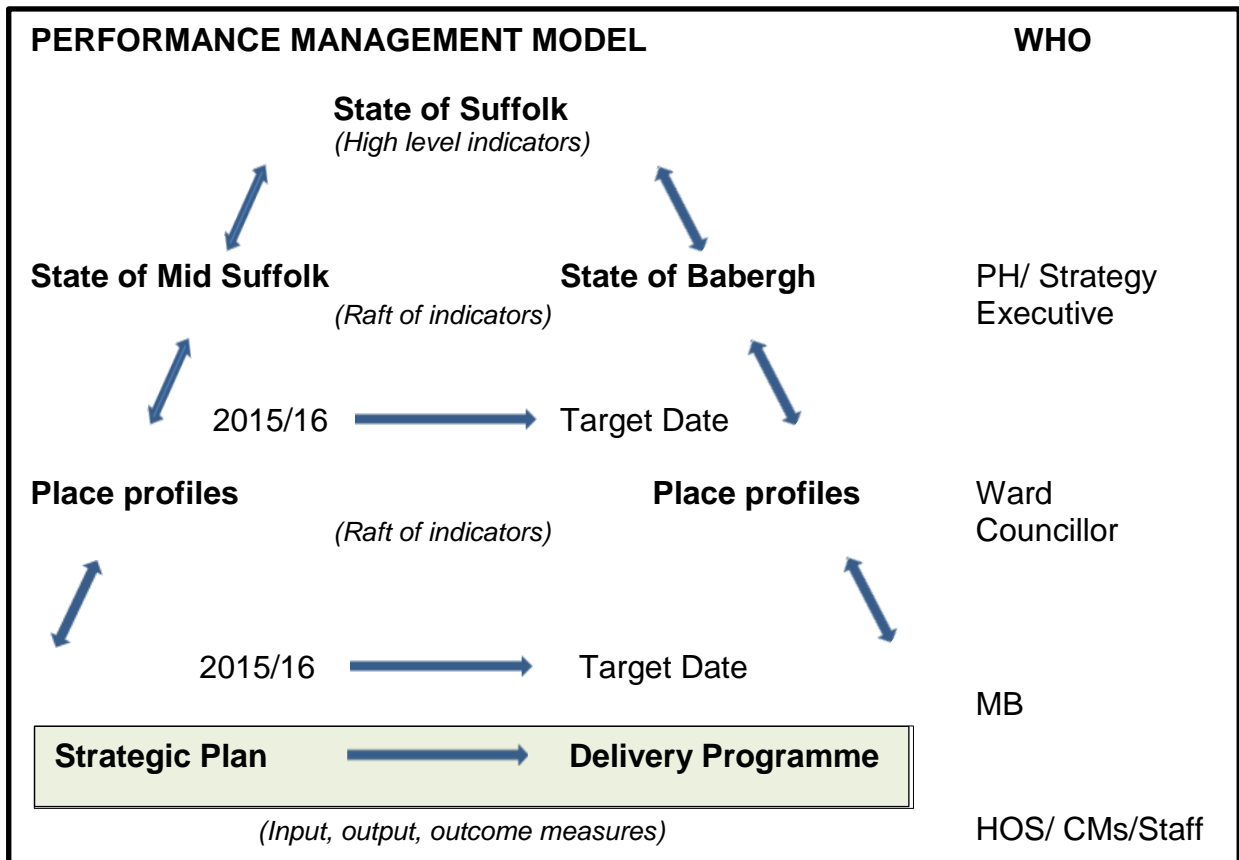 PERFORMANCE MANAGEMENT MODEL WHO
State of Suffolk
(High level indicators)
State of Mid Suffolk State of Babergh PH/ Strategy
(Raft of indicators) Executive
2015/16 Target Date
Place profiles Place profiles Ward
(Raft of indicators) Councillor
2015/16 Target Date
MB
Strategic Plan Delivery Programme
(Input, output, outcome measures) HOS/ CMs/Staff